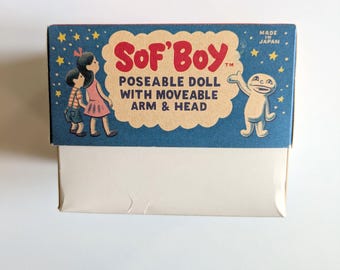 SOF'BOY™
POSEABLE DOLL
WITH MOVEABLE
ARM & HEAD
MADE
IN
JAPAN